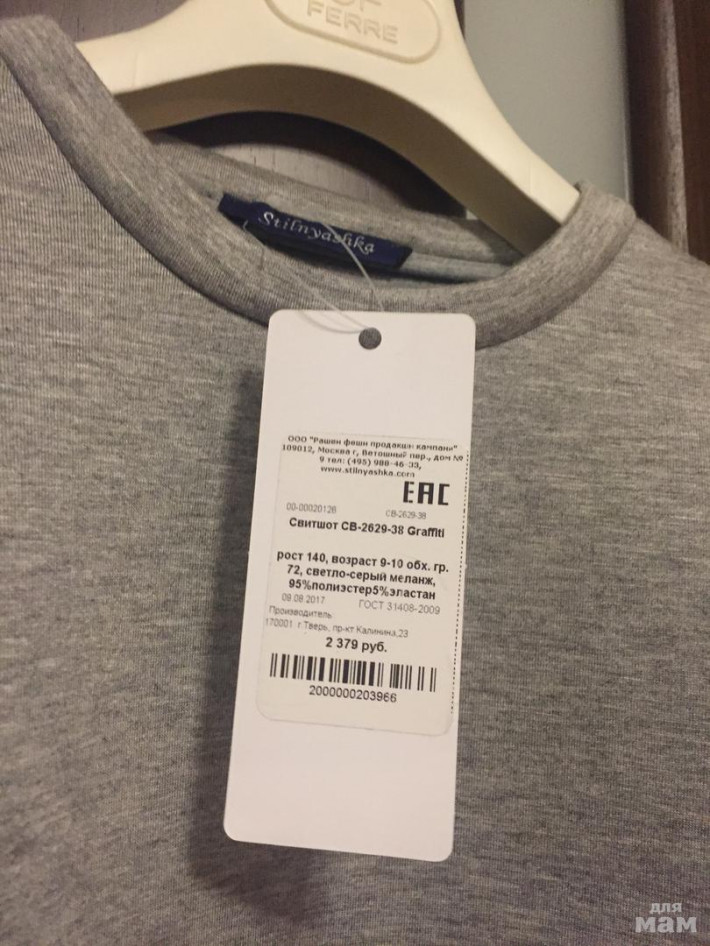 GF
FERRE
Stilnyashka
ООО "Рашен фешн продакшн кампани"
109012, Москва г, Ветошный пер., дом №
9 тел: (495) 988-46-33,
www.stilnyashka.com
EAC
00-00020126 СВ-2629-38
Свитшот СВ-2629-38 Graffiti
рост 140, возраст 9-10 обх. гр.
72, светло-серый меланж,
95%полиэстер5%эластан
09.08.2017 ГОСТ 31408-2009
Производитель:
170001 г.Тверь, пр-кт Калинина,23
2 379 руб.
2000000203966
для
мам